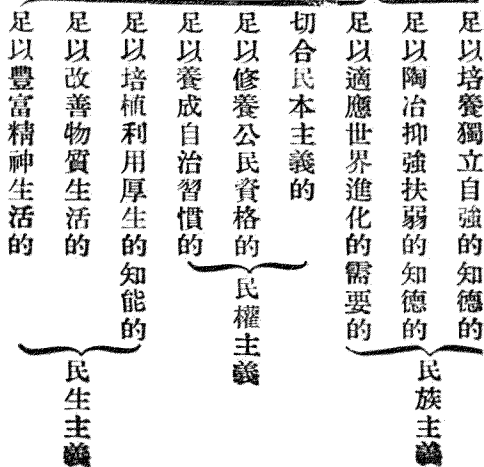 足以培養獨立自強的知德的
足以陶冶抑強扶弱的知德的
足以適應世界進化的需要的
民族主義
切合民本主義的
足以修養公民資格的
足以養成自治習慣的
民權主義
足以培植利用厚生的知能的
足以改善物質生活的
足以豐富精神生活的
民生主義